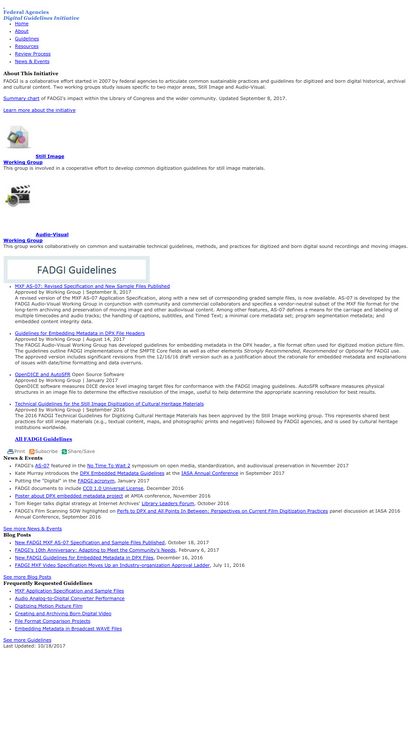 Federal Agencies
Digital Guidelines Initiative
Home
About
Guidelines
Resources
Review Process
News & Events
About This Initiative
FADGI is a collaborative effort started in 2007 by federal agencies to articulate common sustainable practices and guidelines for digitized and born digital historical, archival
and cultural content. Two working groups study issues specific to two major areas, Still Image and Audio-Visual.
Summary chart of FADGI's impact within the Library of Congress and the wider community. Updated September 8, 2017.
Learn more about the initiative
Still Image
Working Group
This group is involved in a cooperative effort to develop common digitization guidelines for still image materials.
Audio-Visual
Working Group
This group works collaboratively on common and sustainable technical guidelines, methods, and practices for digitized and born digital sound recordings and moving images.
FADGI Guidelines
MXF AS-07: Revised Specification and New Sample Files Published
Approved by Working Group | September 8, 2017
A revised version of the MXF AS-07 Application Specification, along with a new set of corresponding graded sample files, is now available. AS-07 is developed by the
FADGI Audio-Visual Working Group in conjunction with community and commercial collaborators and specifies a vendor-neutral subset of the MXF file format for the
long-term archiving and preservation of moving image and other audiovisual content. Among other features, AS-07 defines a means for the carriage and labeling of
multiple timecodes and audio tracks; the handling of captions, subtitles, and Timed Text; a minimal core metadata set; program segmentation metadata; and
embedded content integrity data.
Guidelines for Embedding Metadata in DPX File Headers
Approved by Working Group | August 14, 2017
The FADGI Audio-Visual Working Group has developed guidelines for embedding metadata in the DPX header, a file format often used for digitized motion picture film.
The guidelines outline FADGI implementations of the SMPTE Core fields as well as other elements Strongly Recommended, Recommended or Optional for FADGI use.
The approved version includes significant revisions from the 12/16/16 draft version such as a justification about the rationale for embedded metadata and explanations
of issues with date/time formatting and data overruns.
OpenDICE and AutoSFR Open Source Software
Approved by Working Group | January 2017
OpenDICE software measures DICE device level imaging target files for conformance with the FADGI imaging guidelines. AutoSFR software measures physical
structures in an image file to determine the effective resolution of the image, useful to help determine the appropriate scanning resolution for best results.
Technical Guidelines for the Still Image Digitization of Cultural Heritage Materials
Approved by Working Group | September 2016
The 2016 FADGI Technical Guidelines for Digitizing Cultural Heritage Materials has been approved by the Still Image working group. This represents shared best
practices for still image materials (e.g., textual content, maps, and photographic prints and negatives) followed by FADGI participants, and is used by cultural heritage
institutions worldwide.
All FADGI Guidelines
Print Subscribe Share/Save
News & Events
FADGI's AS-07 featured in the No Time To Wait 2 symposium on open media, standardization, and audiovisual preservation in November 2017
Kate Murray introduces the DPX Embedded Metadata Guidelines at the IASA Annual Conference in September 2017
Putting the "Digital" in the FADGI acronym, January 2017
FADGI documents to include CC0 1.0 Universal License, December 2016
Poster about DPX embedded metadata project at AMIA conference, November 2016
Tom Rieger talks digital strategy at Internet Archives' Library Leaders Forum, October 2016
FADGI's Film Scanning SOW highlighted on Perfs to DPX and All Points In Between: Perspectives on Current Film Digitization Practices panel discussion at IASA 2016
Annual Conference, September 2016
See more News & Events
Blog Posts
New FADGI MXF AS-07 Specification and Sample Files Published, October 18, 2017
FADGI's 10th Anniversary: Adapting to Meet the Community's Needs, February 6, 2017
New FADGI Guidelines for Embedded Metadata in DPX Files, December 16, 2016
FADGI MXF Video Specification Moves Up an Industry-organization Approval Ladder, July 11, 2016
See more Blog Posts
Frequently Requested Guidelines
MXF Application Specification and Sample Files
Audio Analog-to-Digital Converter Performance
Digitizing Motion Picture Film
Creating and Archiving Born Digital Video
File Format Comparison Projects
Embedding Metadata in Broadcast WAVE Files
See more Guidelines
Last Updated: 10/18/2017